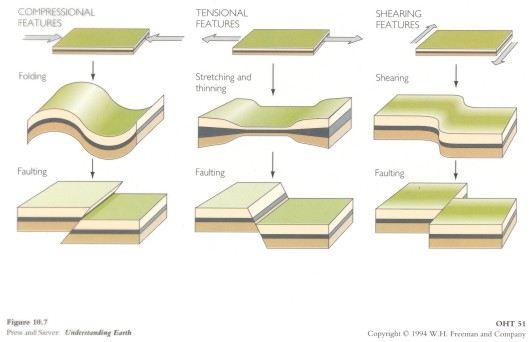 COMPRESSIONAL
FEATURES
TENSIONAL
FEATURES
SHEARING
FEATURES
Folding
Stretching and
thinning
Shearing
Faulting
Faulting
Faulting
Figure 10.7
Press and Siever. Understanding Earth
OHT 51
Copyright © 1994 W.H. Freeman and Company